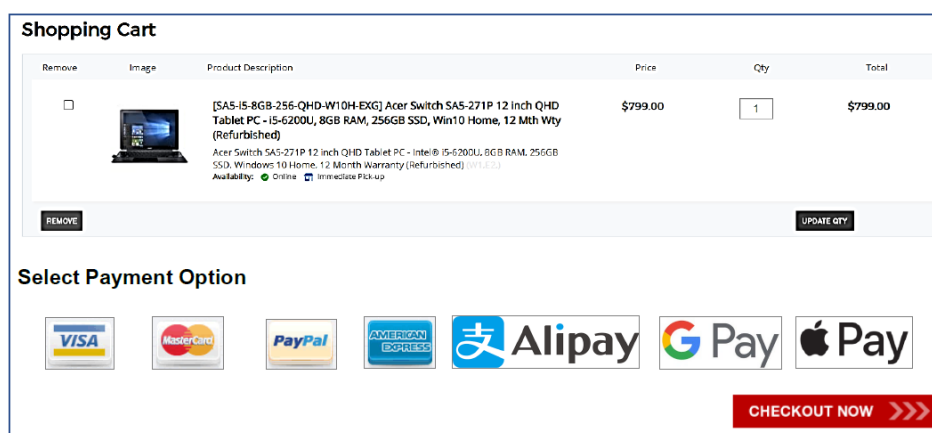 Shopping Cart
Remove Image Product Description Price Qty Total
[SA5-I5-8GB-256-QHD-W10H-EXG] Acer Switch SA5-271P 12 inch QHD $799.00 1 $799.00
Tablet PC - i5-6200U, 8GB RAM, 256GB SSD, Win10 Home, 12 Mth Wty
(Refurbished)
Acer Switch SA5-271P 12 inch QHD Tablet PC - Intel® i5-6200U, 8GB RAM, 256GB
SSD, Windows 10 Home, 12 Month Warranty (Refurbished)
Availability: Online Immediate Pick-up
REMOVE UPDATE QTY
Select Payment Option
VISA MasterCard PayPal AMERICAN EXPRESS 支 Alipay G Pay Pay
CHECKOUT NOW